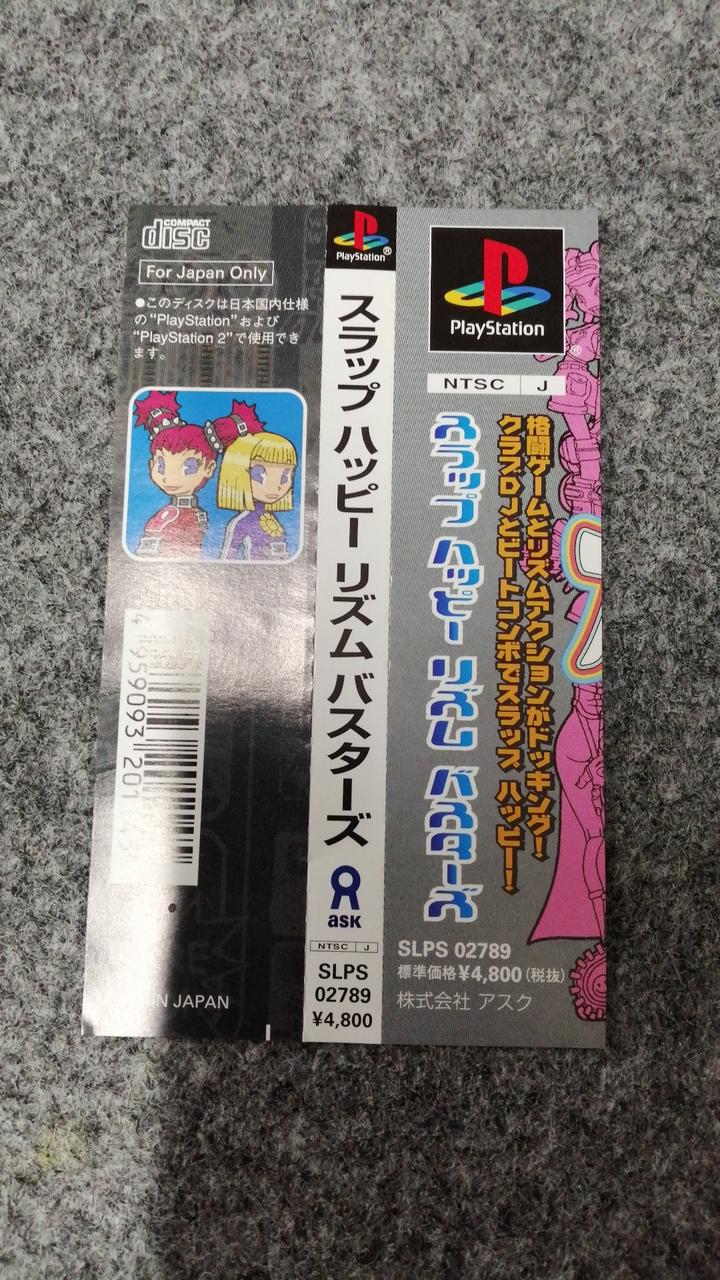 COMPACT
disc
For Japan Only
●このディスクは日本国内仕様
の“PlayStation”および
“PlayStation 2”で使用でき
ます。
4 959093 201
N JAPAN
PlayStation®
スラップ ハッピー リズム バスターズ
ask
NTSC J
SLPS
02789
¥4,800
PlayStation
®
NTSC J
格闘ゲームとリズムアクションがドッキング!
クラブDJとビートコンボでスラップ ハッピー!
スラップ ハッピー リズム バスターズ
SLPS 02789
標準価格¥4,800(税抜)
株式会社 アスク